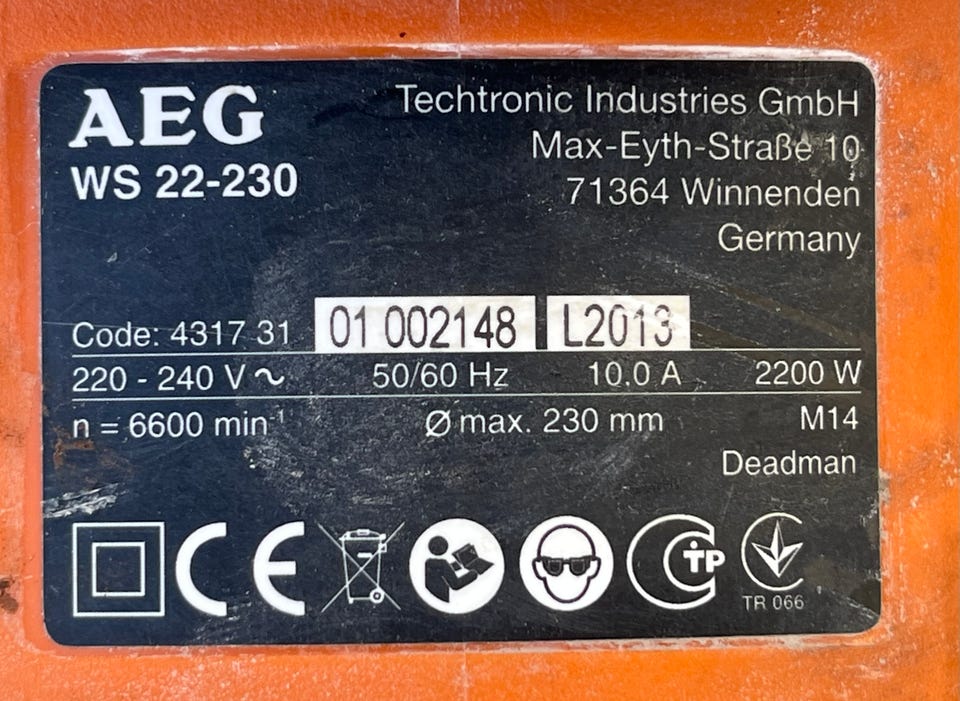 AEG
WS 22-230
Techtronic Industries GmbH
Max-Eyth-Straße 10
71364 Winnenden
Germany
Code: 4317 31 01 002148 L2013
220 - 240 V ~ 50/60 Hz 10.0 A 2200 W
n = 6600 min⁻¹ Ø max. 230 mm M14
Deadman
CE TP
TR 066